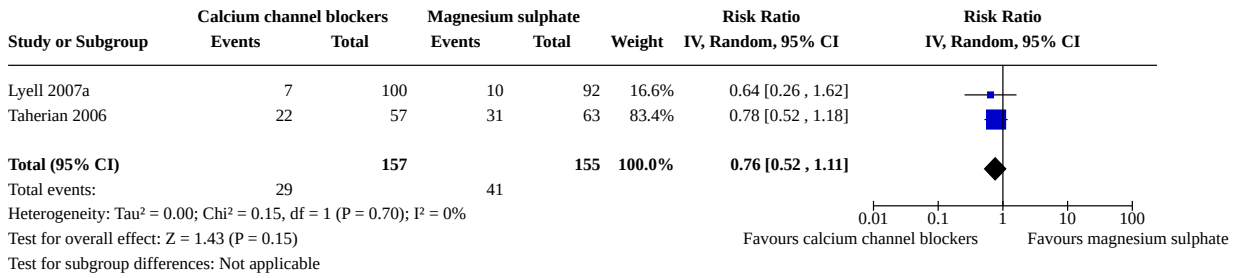 Calcium channel blockers Magnesium sulphate Risk Ratio Risk Ratio
Study or Subgroup Events Total Events Total Weight IV, Random, 95% CI IV, Random, 95% CI
Lyell 2007a 7 100 10 92 16.6% 0.64 [0.26 , 1.62]
Taherian 2006 22 57 31 63 83.4% 0.78 [0.52 , 1.18]
Total (95% CI) 157 155 100.0% 0.76 [0.52 , 1.11]
Total events: 29 41
Heterogeneity: Tau² = 0.00; Chi² = 0.15, df = 1 (P = 0.70); I² = 0%
0.01 0.1 1 10 100
Test for overall effect: Z = 1.43 (P = 0.15) Favours calcium channel blockers Favours magnesium sulphate
Test for subgroup differences: Not applicable